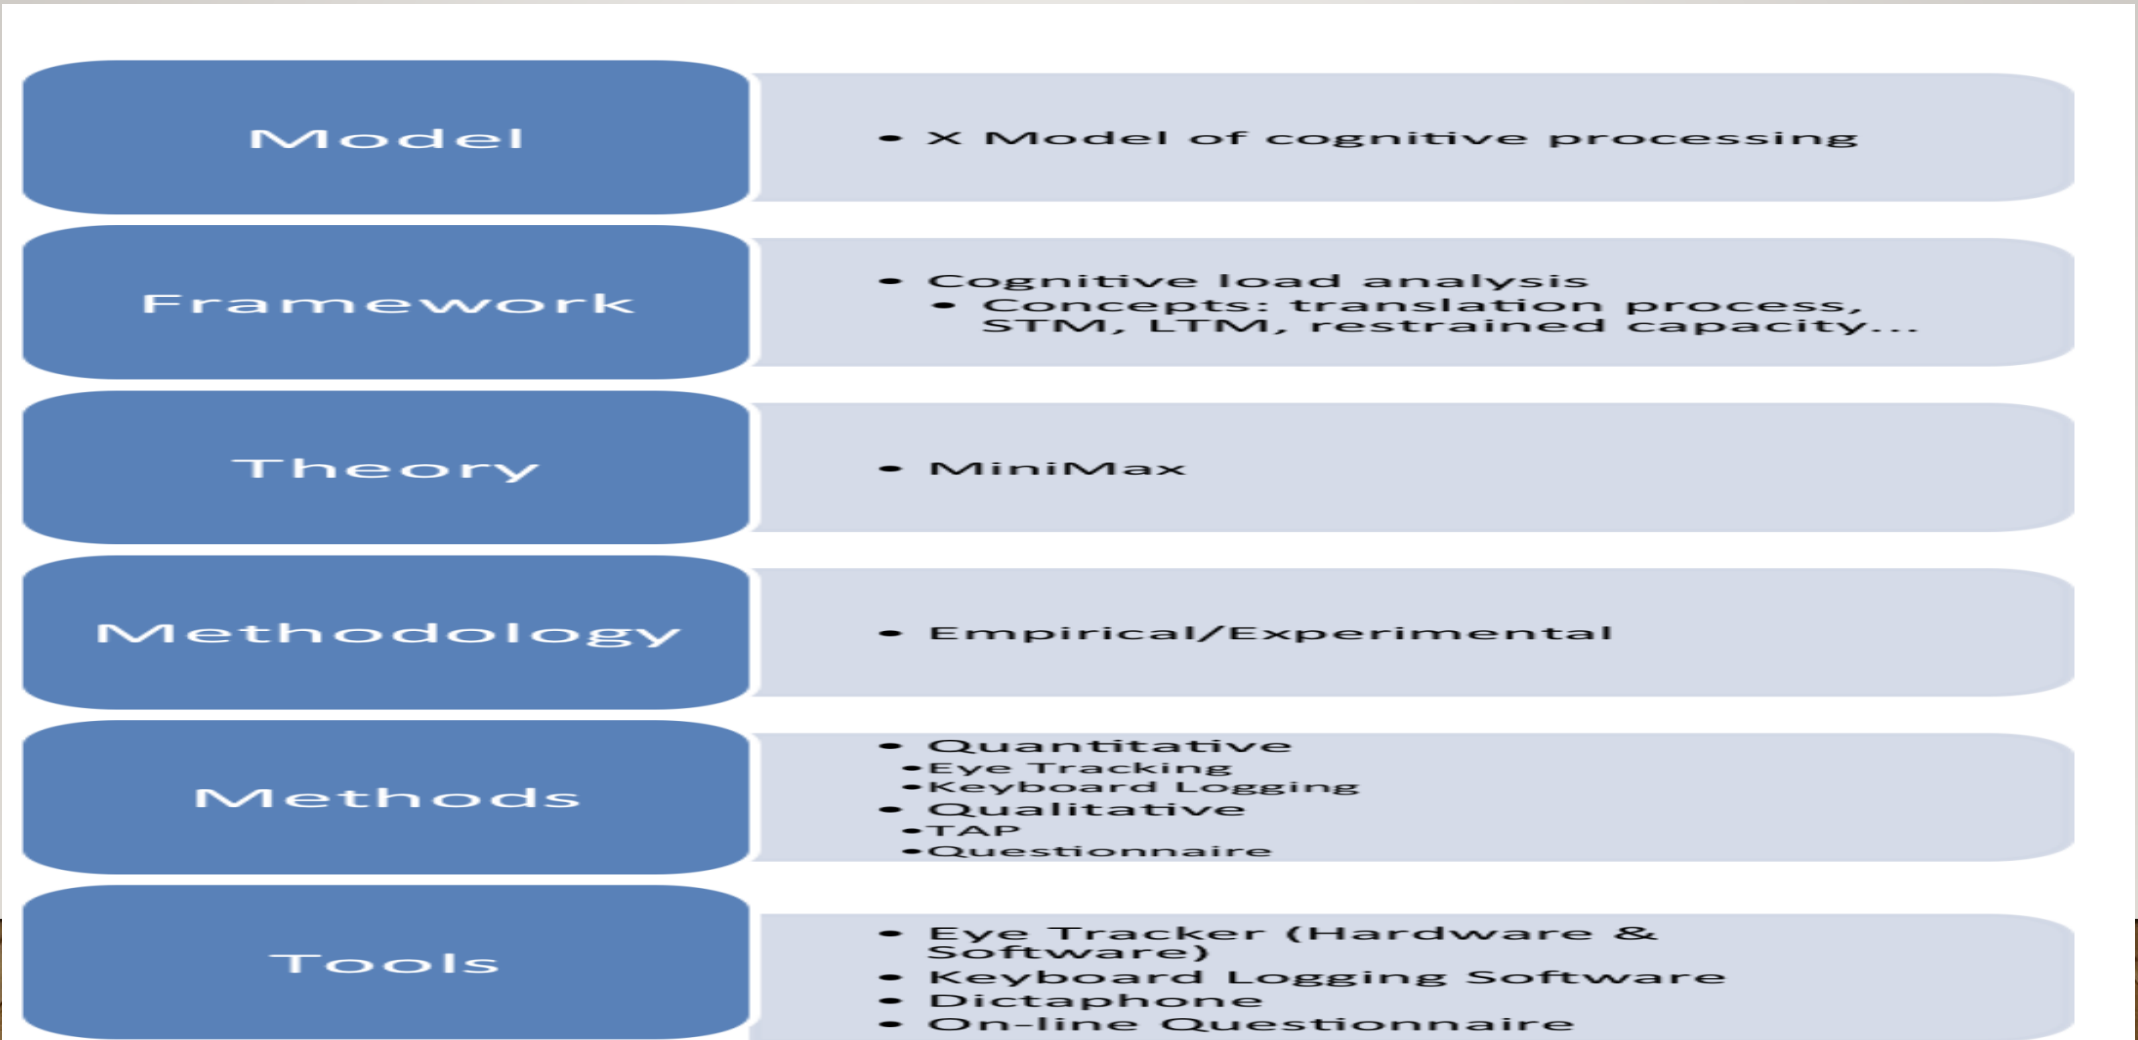 Model
• X Model of cognitive processing
Framework
• Cognitive load analysis
• Concepts: translation process,
STM, LTM, restrained capacity...
Theory
• MiniMax
Methodology
• Empirical/Experimental
Methods
• Quantitative
•Eye Tracking
•Keyboard Logging
• Qualitative
•TAP
•Questionnaire
Tools
• Eye Tracker (Hardware &
Software)
• Keyboard Logging Software
• Dictaphone
• On-line Questionnaire